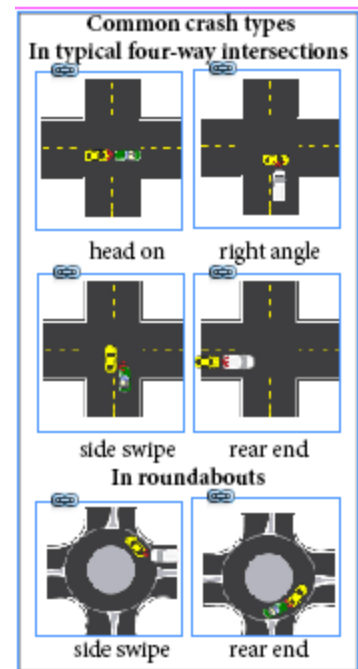 Common crash types
In typical four-way intersections
head on right angle
side swipe rear end
In roundabouts
side swipe rear end